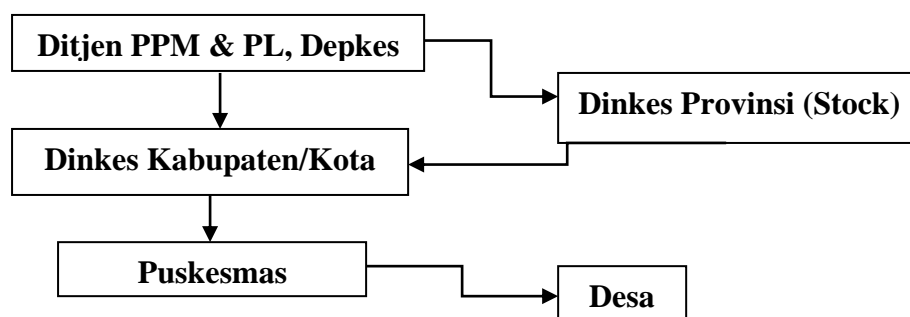 Ditjen PPM & PL, Depkes
Dinkes Provinsi (Stock)
Dinkes Kabupaten/Kota
Puskesmas
Desa